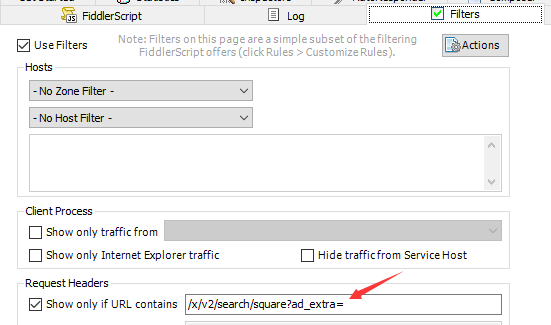 FiddlerScript
Log
Filters
Use Filters
Note: Filters on this page are a simple subset of the filtering
FiddlerScript offers (click Rules > Customize Rules).
Actions
Hosts
- No Zone Filter -
- No Host Filter -
Client Process
Show only traffic from
Show only Internet Explorer traffic
Hide traffic from Service Host
Request Headers
Show only if URL contains
/x/v2/search/square?ad_extra=